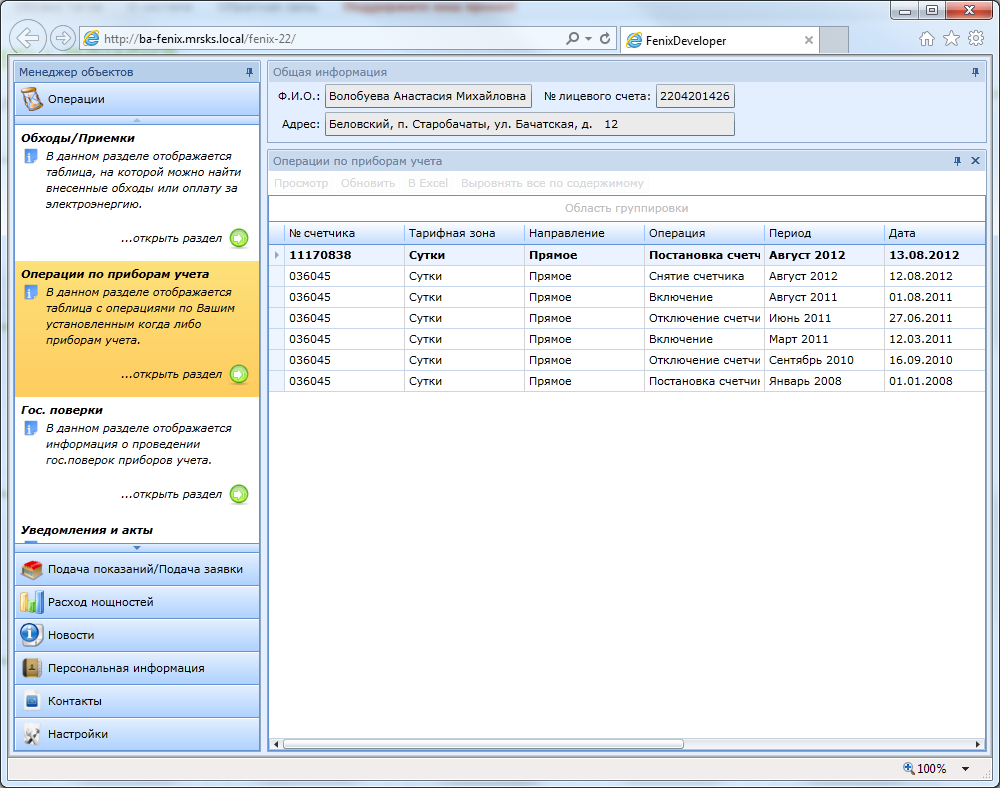 http://ba-fenix.mrsks.local/fenix-22/
FenixDeveloper
Менеджер объектов
Операции
Обходы/Приемки
В данном разделе отображается
таблица, на которой можно найти
внесенные обходы или оплату за
электроэнергию.
...открыть раздел
Операции по приборам учета
В данном разделе отображается
таблица с операциями по Вашим
установленным когда либо
приборам учета.
...открыть раздел
Гос. поверки
В данном разделе отображается
информация о проведении
гос.поверок приборов учета.
...открыть раздел
Уведомления и акты
Подача показаний/Подача заявки
Расход мощностей
Новости
Персональная информация
Контакты
Настройки
Общая информация
Ф.И.О.: Волобуева Анастасия Михайловна № лицевого счета: 2204201426
Адрес: Беловский, п. Старобачаты, ул. Бачатская, д. 12
Операции по приборам учета
Просмотр Обновить В Excel Выровнять все по содержимому
Область группировки
№ счетчика Тарифная зона Направление Операция Период Дата
11170838 Сутки Прямое Постановка счетч Август 2012 13.08.2012
036045 Сутки Прямое Снятие счетчика Август 2012 12.08.2012
036045 Сутки Прямое Включение Август 2011 01.08.2011
036045 Сутки Прямое Отключение счетчи Июнь 2011 27.06.2011
036045 Сутки Прямое Включение Март 2011 12.03.2011
036045 Сутки Прямое Отключение счетчи Сентябрь 2010 16.09.2010
036045 Сутки Прямое Постановка счетчик Январь 2008 01.01.2008
100%